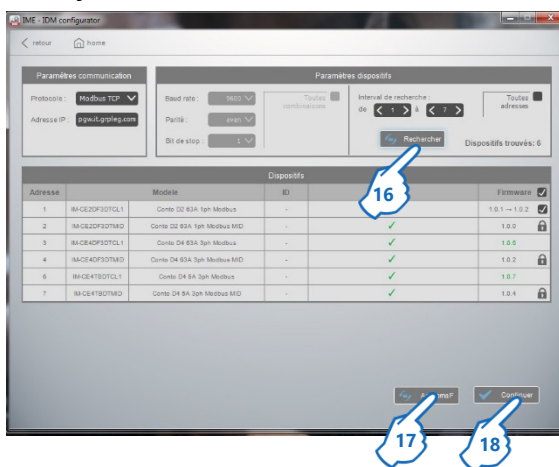 IME - IDM configurator
retour home
Paramétres communication
Protocole : Modbus TCP
Adresse IP : pgw.it.grpleg.com
Paramétres dispositifs
Baud rate : 9600
Parité : even
Bit de stop : 1
Toutes
combinaisons
Interval de recherche :
de 1 à 7
Toutes
adresses
Rechercher
Dispositifs trouvés: 6
16
Dispositifs
Adresse Modele ID Firmware
1 IM-CE2DF3DTCL1 Conto D2 63A 1ph Modbus - 1.0.1 → 1.0.2
2 IM-CE2DF3DTMID Conto D2 63A 1ph Modbus MID - ✓ 1.0.0
3 IM-CE4DF3DTCL1 Conto D4 63A 3ph Modbus - ✓ 1.0.6
4 IM-CE4DF3DTMID Conto D4 63A 3ph Modbus MID - ✓ 1.0.2
IM-CE4TBDTCL1 Conto D4 5A 3ph Modbus - ✓ 1.0.7
7 IM-CE4TBDTMID Conto D4 5A 3ph Modbus MID - ✓ 1.0.4
Continuer
17 18